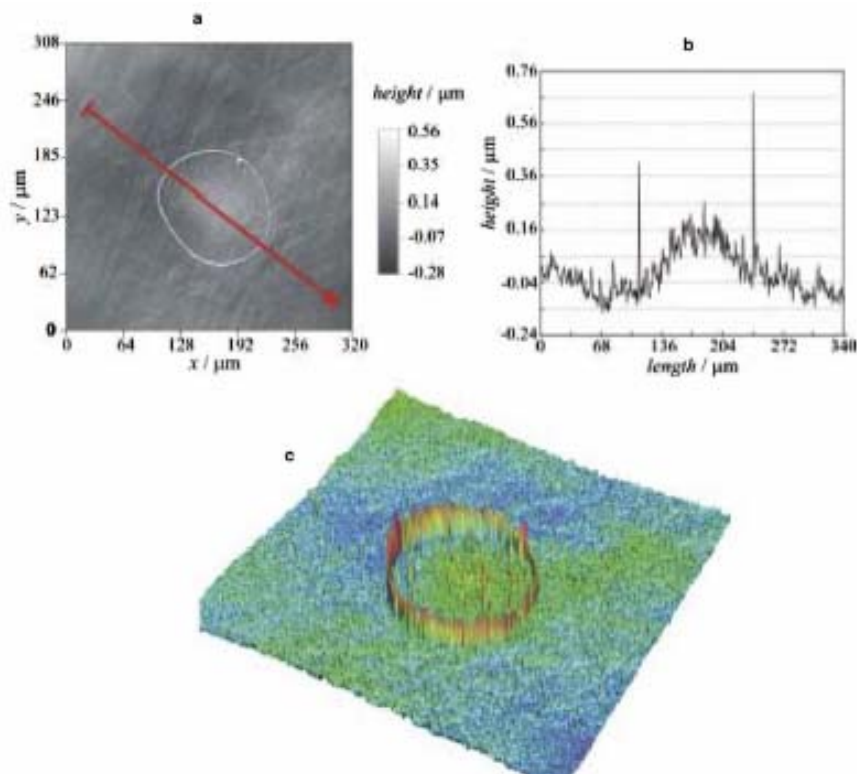 a
308
246
185
123
62
0
y / μm
0 64 128 192 256 320
x / μm
height / μm
0.56
0.35
0.14
-0.07
-0.28
b
0.76
0.56
0.36
0.16
-0.04
-0.24
height / μm
0 68 136 204 272 340
length / μm
c